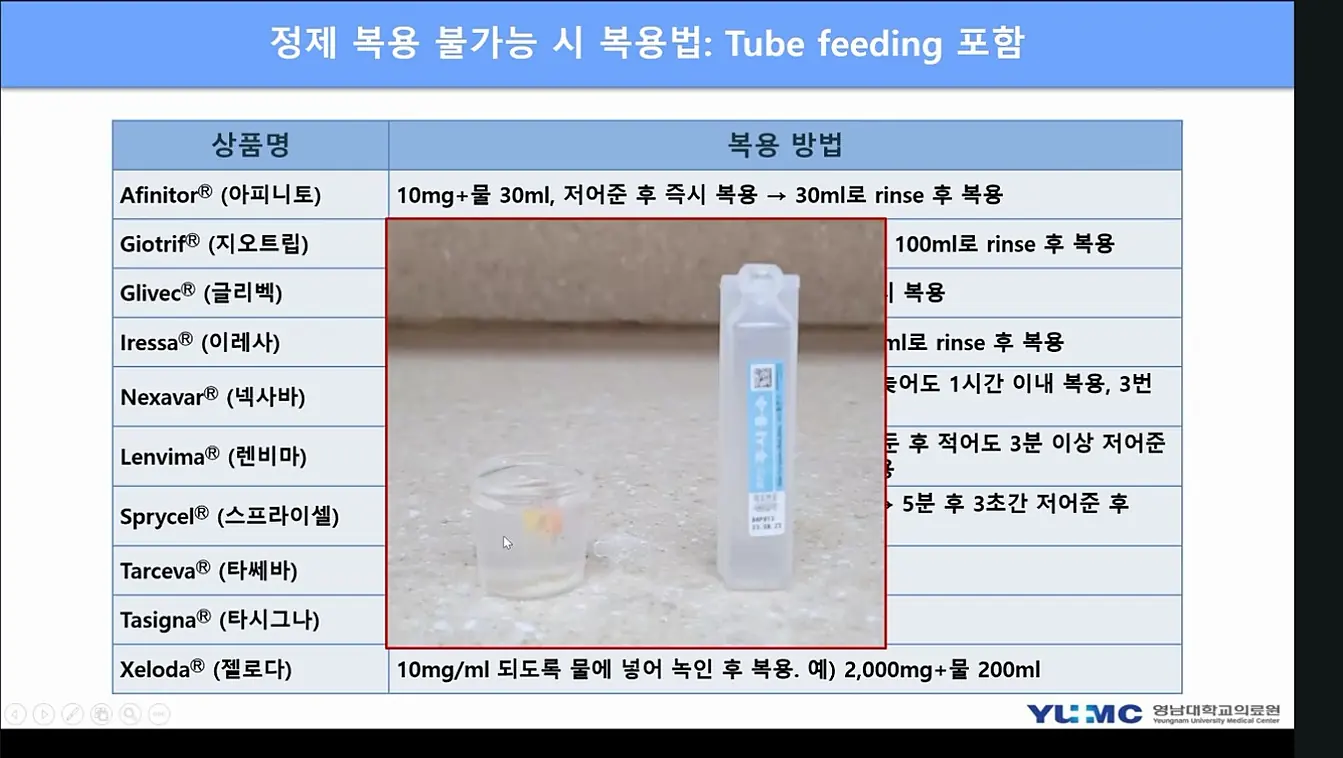 정제 복용 불가능 시 복용법: Tube feeding 포함
상품명 복용 방법
Afinitor® (아피니토) 10mg+물 30ml, 저어준 후 즉시 복용 → 30ml로 rinse 후 복용
Giotrif® (지오트립) 100ml로 rinse 후 복용
Glivec® (글리벡) 복용
Iressa® (이레사) ml로 rinse 후 복용
Nexavar® (넥사바) 늦어도 1시간 이내 복용, 3번
Lenvima® (렌비마) 둔 후 적어도 3분 이상 저어준
Sprycel® (스프라이셀) → 5분 후 3초간 저어준 후
Tarceva® (타쎄바)
Tasigna® (타시그나)
Xeloda® (젤로다) 10mg/ml 되도록 물에 넣어 녹인 후 복용. 예) 2,000mg+물 200ml
YUMC 영남대학교의료원
Yeungnam University Medical Center